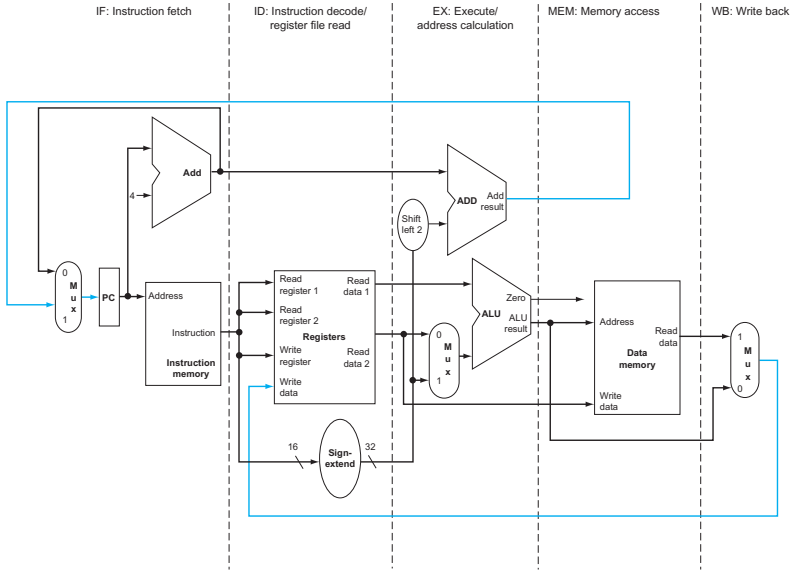 IF: Instruction fetch
ID: Instruction decode/
register file read
EX: Execute/
address calculation
MEM: Memory access
WB: Write back
Add
4
ADD
Add
result
Shift
left 2
0
M
u
x
1
PC
Address
Instruction
Instruction
memory
Read
register 1
Read
register 2
Write
register
Write
data
Registers
Read
data 1
Read
data 2
0
M
u
x
1
Zero
ALU
ALU
result
Address
Read
data
Data
memory
Write
data
1
M
u
x
0
16
Sign-
extend
32